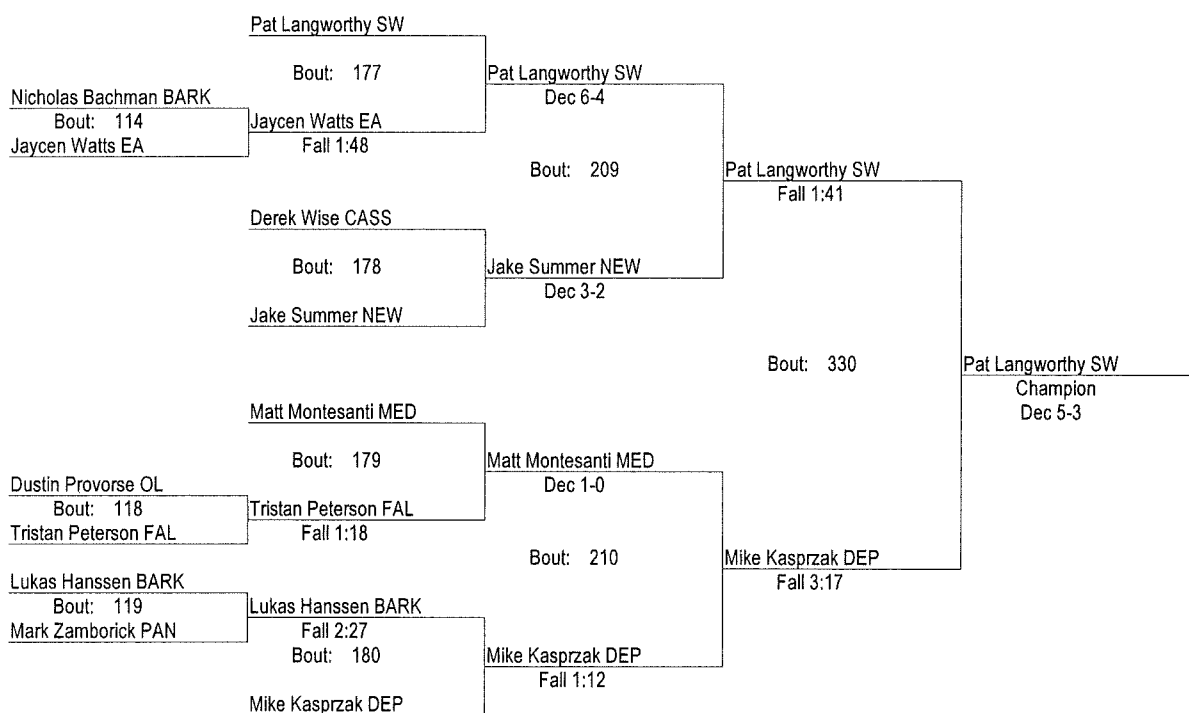 Pat Langworthy SW
Bout: 177
Pat Langworthy SW
Dec 6-4
Nicholas Bachman BARK
Bout: 114
Jaycen Watts EA
Jaycen Watts EA
Fall 1:48
Bout: 209
Pat Langworthy SW
Fall 1:41
Derek Wise CASS
Bout: 178
Jake Summer NEW
Dec 3-2
Jake Summer NEW
Bout: 330
Pat Langworthy SW
Champion
Dec 5-3
Matt Montesanti MED
Bout: 179
Matt Montesanti MED
Dec 1-0
Dustin Provorse OL
Bout: 118
Tristan Peterson FAL
Tristan Peterson FAL
Fall 1:18
Bout: 210
Mike Kasprzak DEP
Fall 3:17
Lukas Hanssen BARK
Bout: 119
Mark Zamborick PAN
Lukas Hanssen BARK
Fall 2:27
Bout: 180
Mike Kasprzak DEP
Fall 1:12
Mike Kasprzak DEP